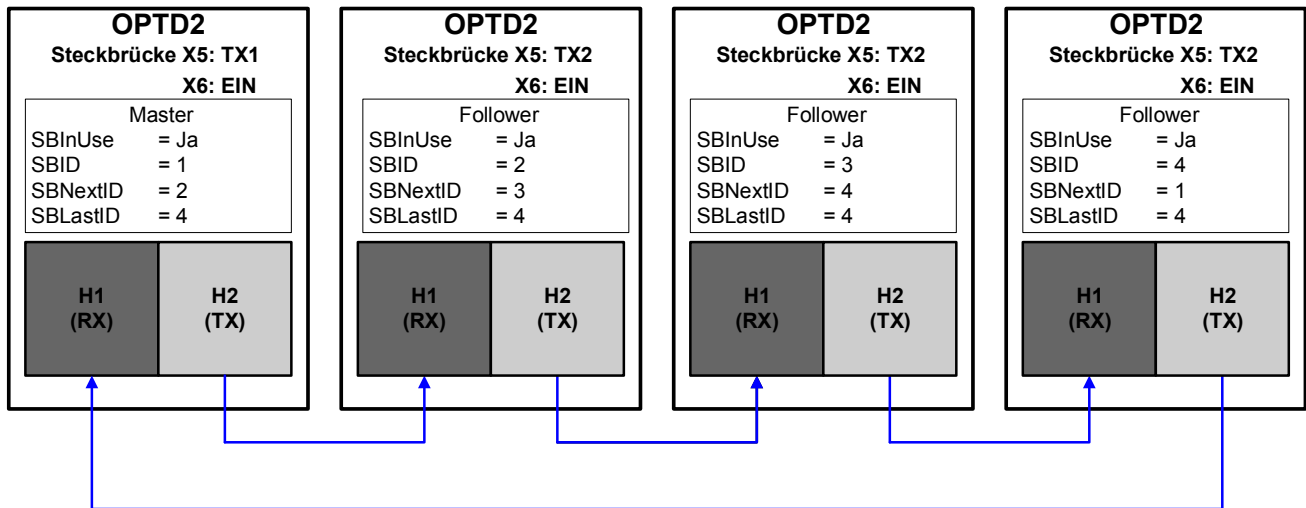 OPTD2
Steckbrücke X5: TX1
X6: EIN
Master
SBInUse = Ja
SBID = 1
SBNextID = 2
SBLastID = 4
H1
(RX)
H2
(TX)
OPTD2
Steckbrücke X5: TX2
X6: EIN
Follower
SBInUse = Ja
SBID = 2
SBNextID = 3
SBLastID = 4
H1
(RX)
H2
(TX)
OPTD2
Steckbrücke X5: TX2
X6: EIN
Follower
SBInUse = Ja
SBID = 3
SBNextID = 4
SBLastID = 4
H1
(RX)
H2
(TX)
OPTD2
Steckbrücke X5: TX2
X6: EIN
Follower
SBInUse = Ja
SBID = 4
SBNextID = 1
SBLastID = 4
H1
(RX)
H2
(TX)